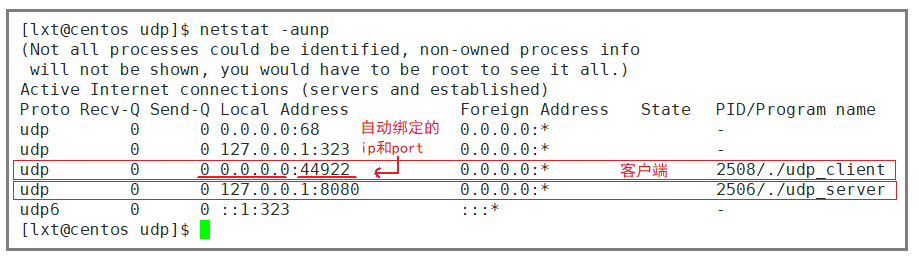 [lxt@centos udp]$ netstat -aunp
(Not all processes could be identified, non-owned process info
will not be shown, you would have to be root to see it all.)
Active Internet connections (servers and established)
Proto Recv-Q Send-Q Local Address Foreign Address State PID/Program name
udp 0 0 0.0.0.0:68 0.0.0.0:* -
自动绑定的
udp 0 0 127.0.0.1:323 0.0.0.0:* -
ip和port
udp 0 0 0.0.0.0:44922 0.0.0.0:* 客户端 2508/./udp_client
udp 0 0 127.0.0.1:8080 0.0.0.0:* 2506/./udp_server
udp6 0 0 ::1:323 :::* -
[lxt@centos udp]$